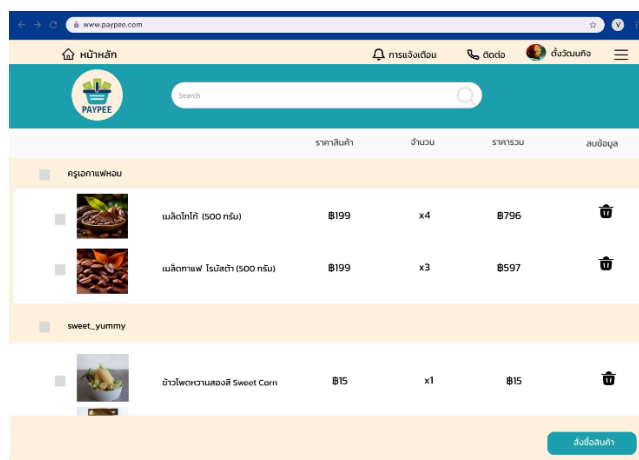 www.paypee.com
V
หน้าหลัก
การแจ้งเตือน
ติดต่อ
ตั้งวัฒนกิจ
PAYPEE
Search
ราคาสินค้า
จำนวน
ราคารวม
ลบข้อมูล
ครูเอกาแฟหอม
เมล็ดโกโก้ (500 กรัม)
฿199
x4
฿796
เมล็ดกาแฟ โรบัสต้า (500 กรัม)
฿199
x3
฿597
sweet_yummy
ข้าวโพดหวานสองสี Sweet Corn
฿15
x1
฿15
สั่งซื้อสินค้า